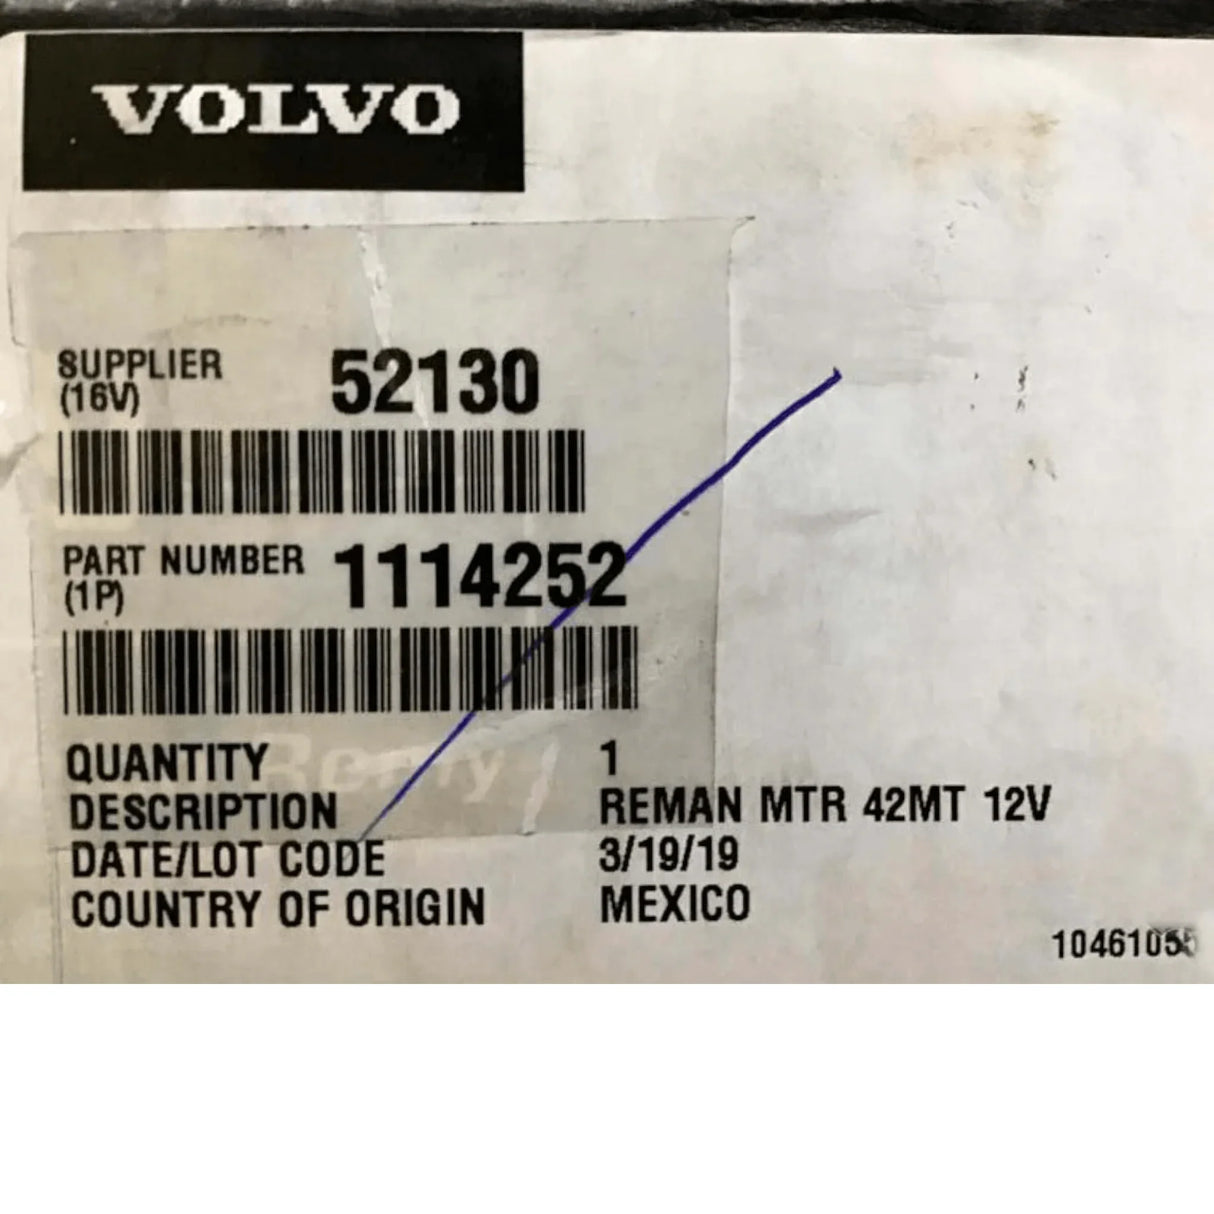 VOLVO
SUPPLIER 52130
(16V)
PART NUMBER 1114252
(1P)
Remy
QUANTITY 1
DESCRIPTION REMAN MTR 42MT 12V
DATE/LOT CODE 3/19/19
COUNTRY OF ORIGIN MEXICO